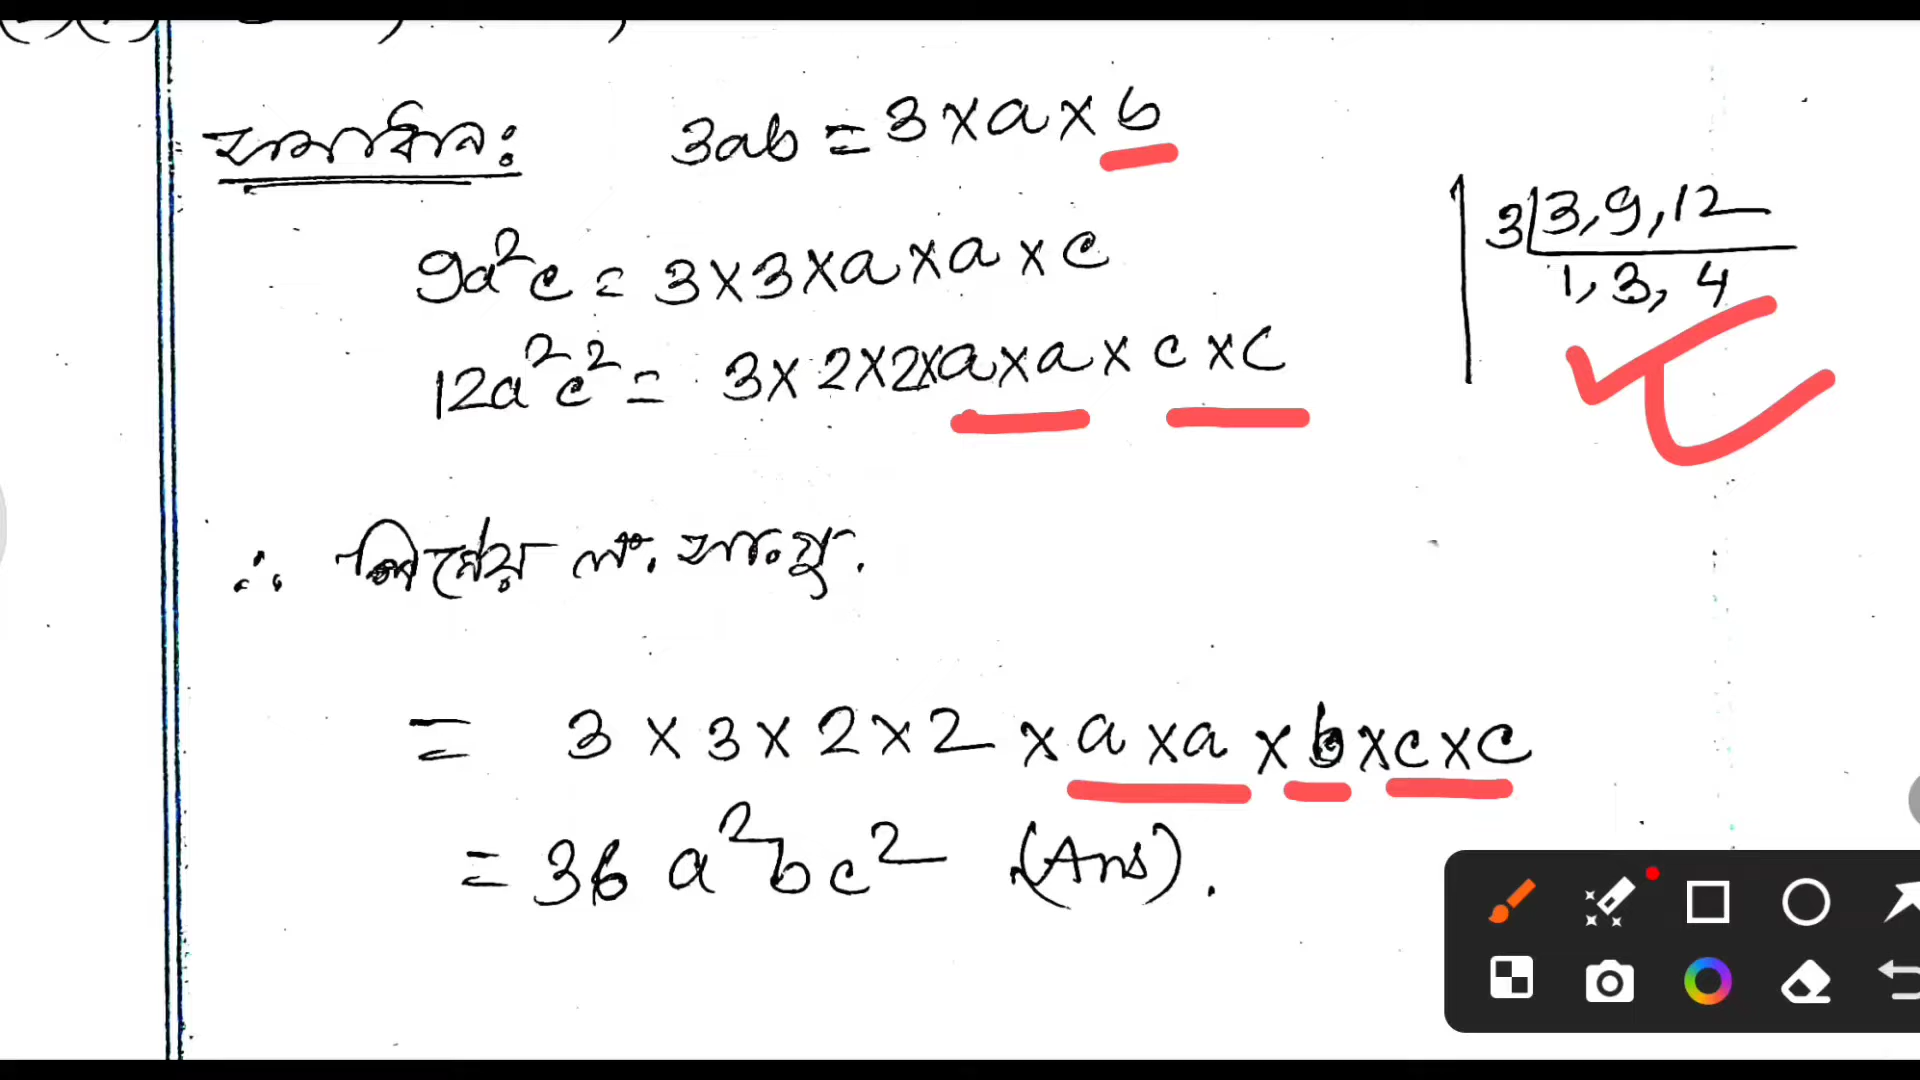 সমাধান: 3ab = 3×a×b
9a²c = 3×3×a×a×c
12a²c² = 3×2×2×a×a×c×c
3 | 3, 9, 12
1, 3, 4
∴ নির্ণেয় ল. সা. গু.
= 3×3×2×2×a×a×b×c×c
= 36 a²bc² (Ans).